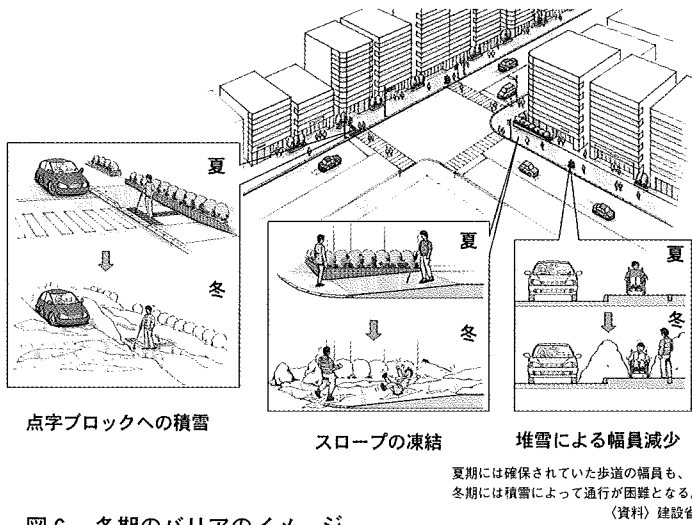 夏
冬
夏
冬
夏
冬
点字ブロックへの積雪
スロープの凍結
堆雪による幅員減少
夏期には確保されていた歩道の幅員も、
冬期には積雪によって通行が困難となる。
〈資料〉建設省
図6 冬期のバリアのイメージ